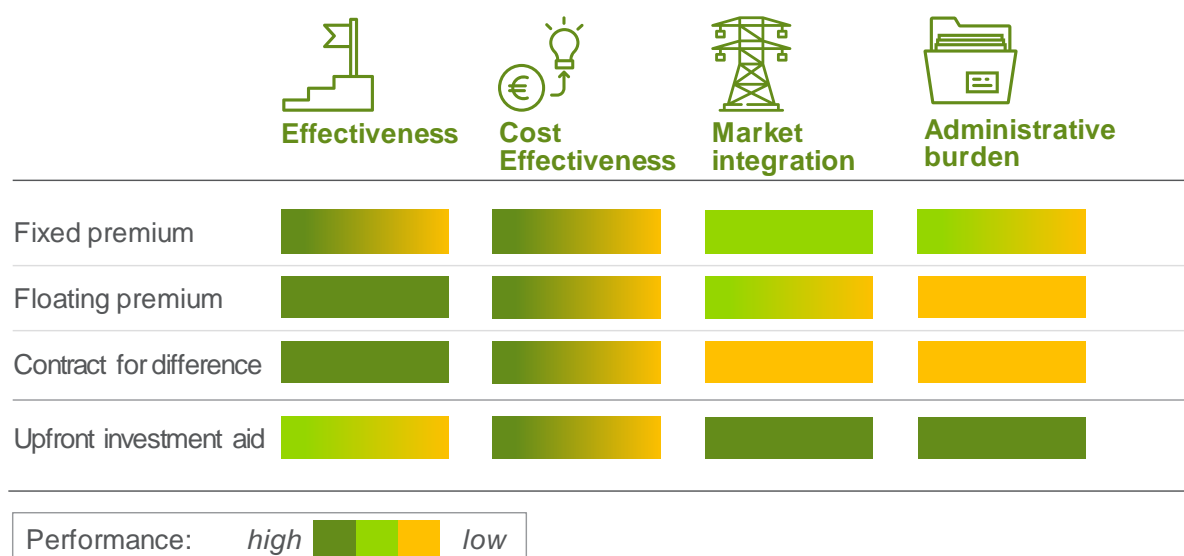 Effectiveness
Cost
Effectiveness
Market
integration
Administrative
burden
€
Fixed premium
Floating premium
Contract for difference
Upfront investment aid
Performance: high low